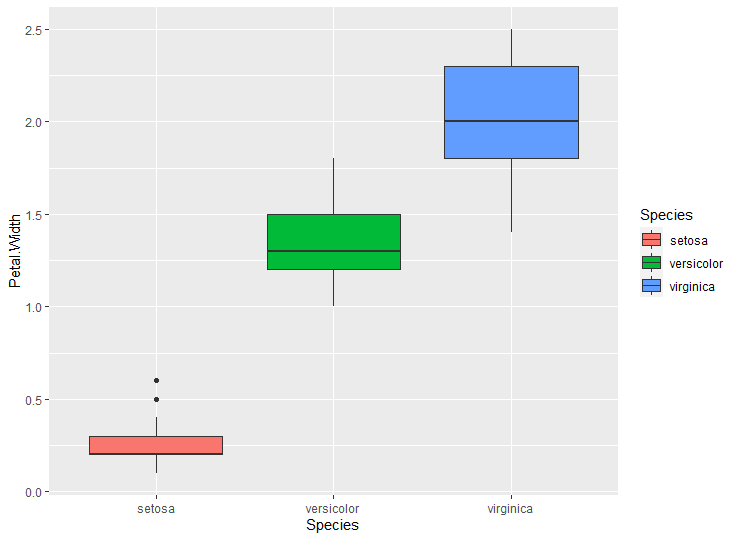 2.5
2.0
1.5
1.0
0.5
0.0
Petal.Width
setosa versicolor virginica
Species
Species
setosa
versicolor
virginica